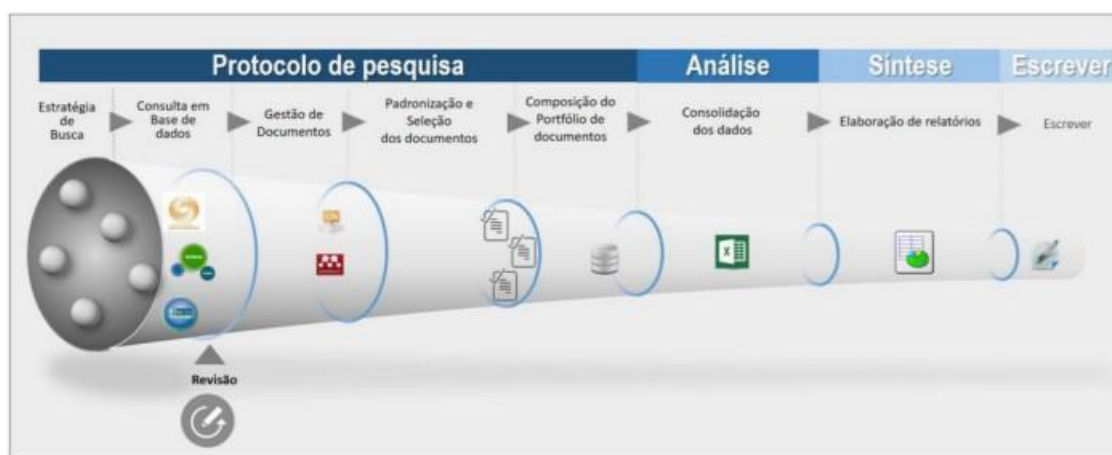 Protocolo de pesquisa
Análise
Síntese
Escrever
Estratégia
de
Busca
Consulta em
Base de
dados
Gestão de
Documentos
Padronização e
Seleção
dos documentos
Composição do
Portfólio de
documentos
Consolidação
dos dados
Elaboração de relatórios
Escrever
Revisão